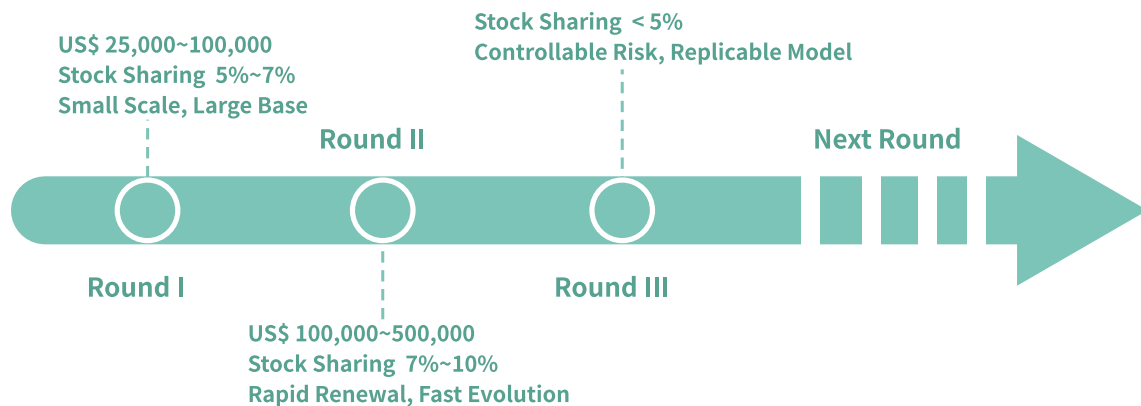 US$ 25,000~100,000
Stock Sharing 5%~7%
Small Scale, Large Base
Round I
Round II
US$ 100,000~500,000
Stock Sharing 7%~10%
Rapid Renewal, Fast Evolution
Stock Sharing < 5%
Controllable Risk, Replicable Model
Round III
Next Round